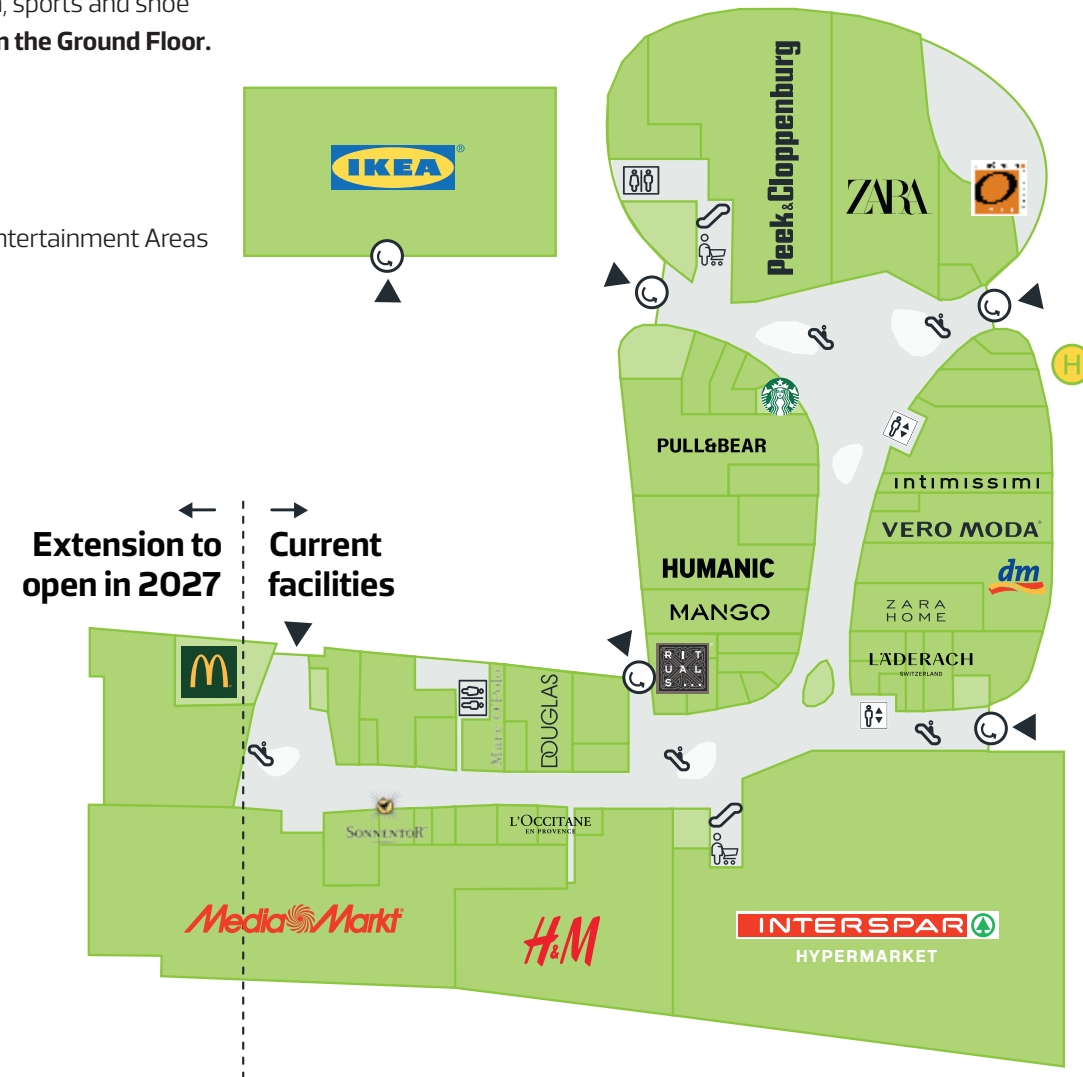 , sports and shoe
n the Ground Floor.
ntertainment Areas
IKEA
®
Peek&Cloppenburg
ZARA
H
PULL&BEAR
intimissimi
VERO MODA
HUMANIC
dm
MANGO
ZARA
HOME
RIT
UAL
S...
LÄDERACH
SWITZERLAND
Extension to
open in 2027
Current
facilities
Marc O'Polo
DOUGLAS
SONNENTOR
L'OCCITANE
EN PROVENCE
MediaMarkt
H&M
INTERSPAR
HYPERMARKET